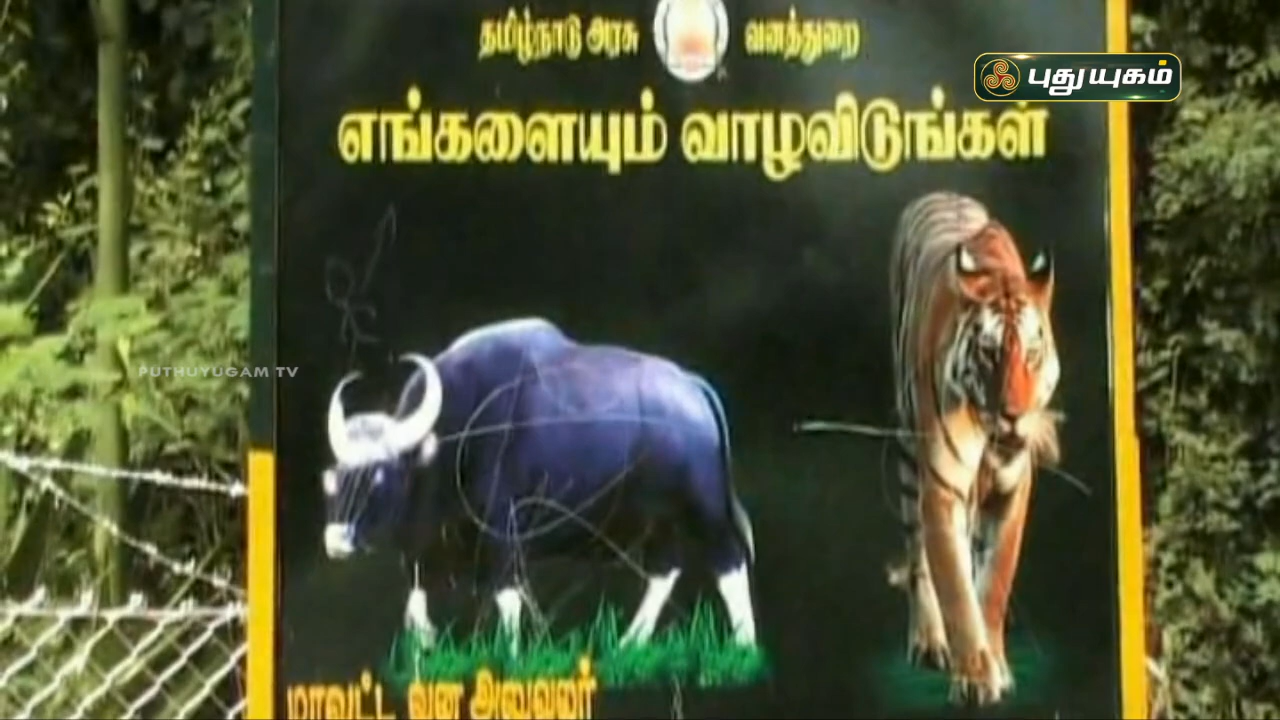 தமிழ்நாடு அரசு வனத்துறை
புதுயுகம்
எங்களையும் வாழவிடுங்கள்
PUTHUYUGAM TV
மாவட்ட வன அலுவலர்